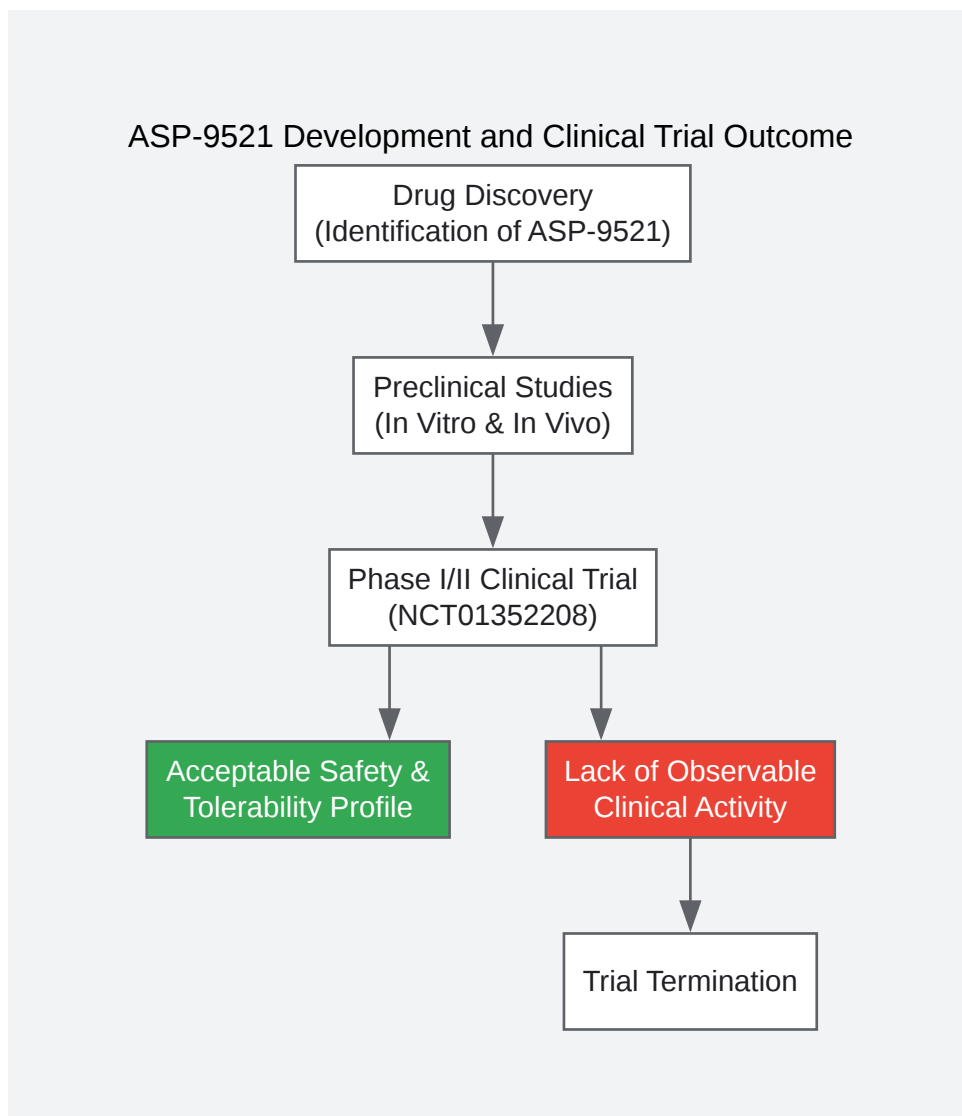 ASP-9521 Development and Clinical Trial Outcome
Drug Discovery
(Identification of ASP-9521)
Preclinical Studies
(In Vitro & In Vivo)
Phase I/II Clinical Trial
(NCT01352208)
Acceptable Safety &
Tolerability Profile
Lack of Observable
Clinical Activity
Trial Termination